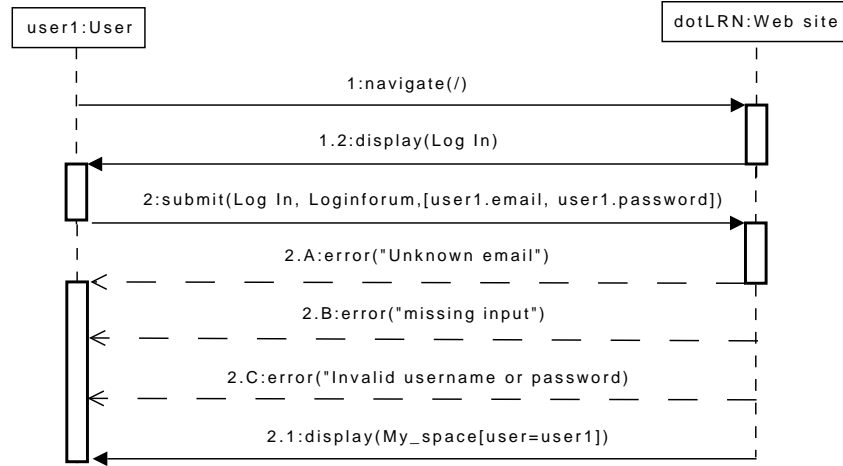 user1:User
dotLRN:Web site
1:navigate(/)
1.2:display(Log In)
2:submit(Log In, Loginforum,[user1.email, user1.password])
2.A:error("Unknown email")
2.B:error("missing input")
2.C:error("Invalid username or password)
2.1:display(My_space[user=user1])